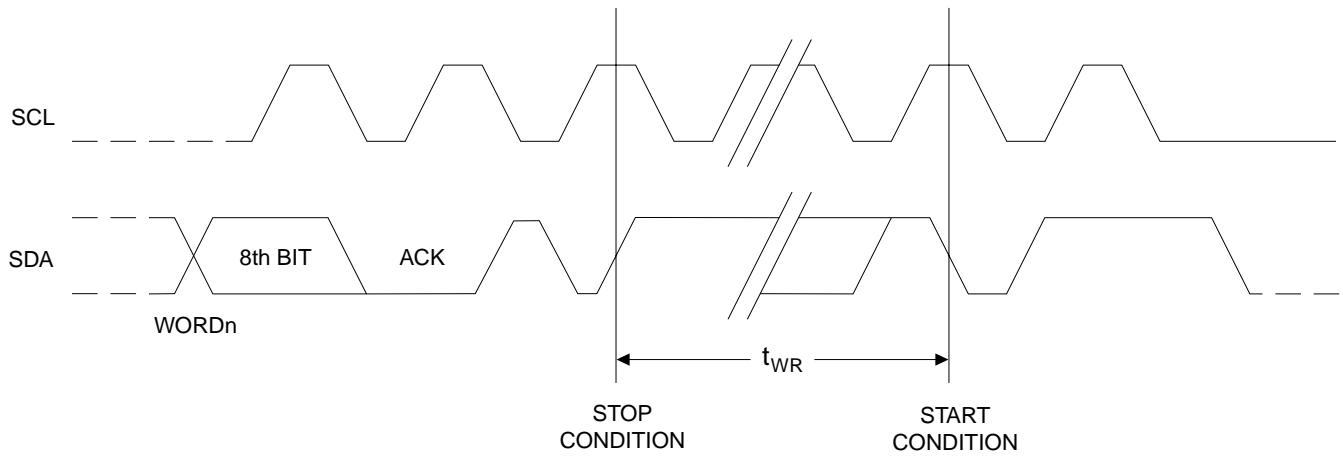 SCL
SDA
8th BIT
ACK
WORDn
tWR
STOP
CONDITION
START
CONDITION